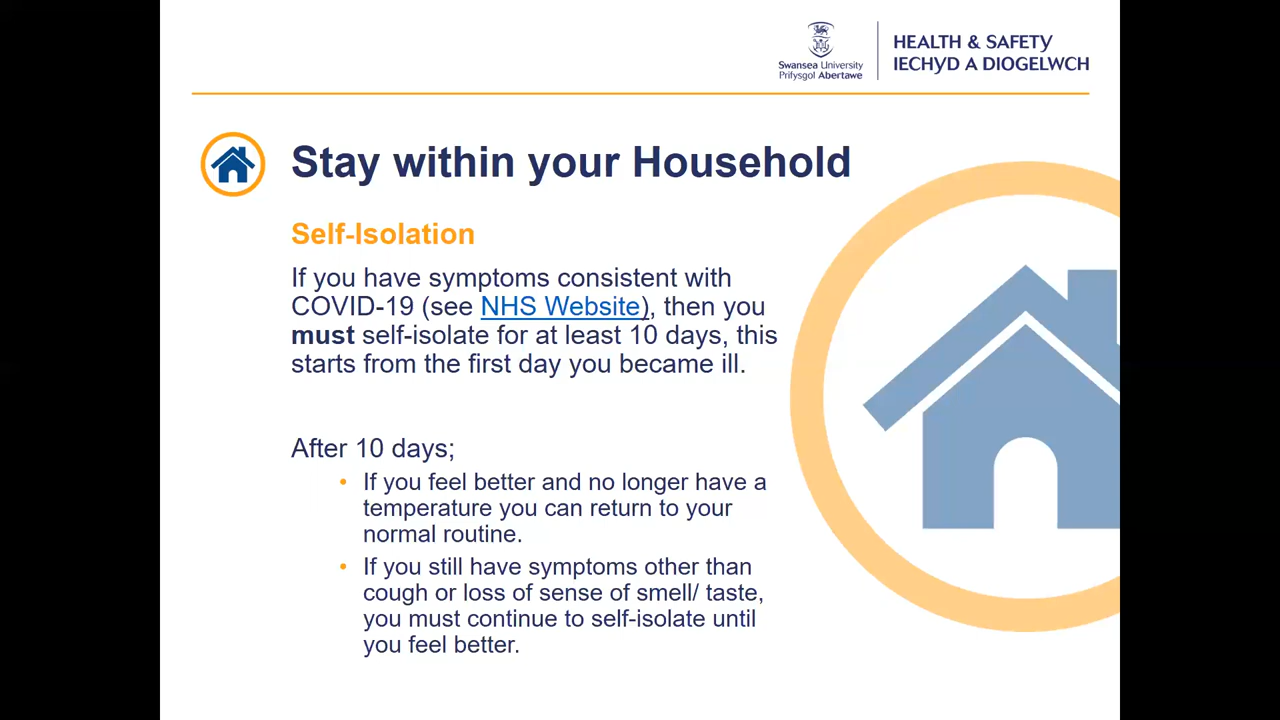 Swansea University
Prifysgol Abertawe
HEALTH & SAFETY
IECHYD A DIOGELWCH
Stay within your Household
Self-Isolation
If you have symptoms consistent with
COVID-19 (see NHS Website), then you
must self-isolate for at least 10 days, this
starts from the first day you became ill.
After 10 days;
• If you feel better and no longer have a
temperature you can return to your
normal routine.
• If you still have symptoms other than
cough or loss of sense of smell/ taste,
you must continue to self-isolate until
you feel better.